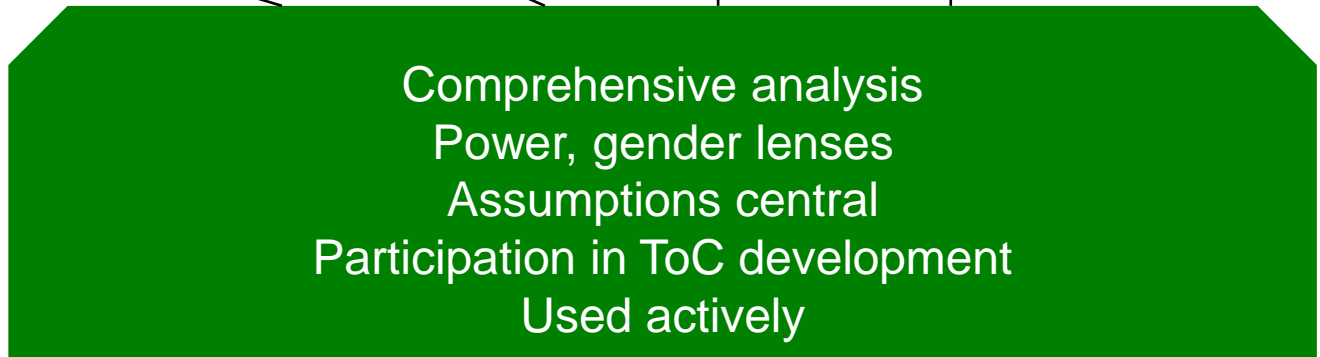 Comprehensive analysis
Power, gender lenses
Assumptions central
Participation in ToC development
Used actively